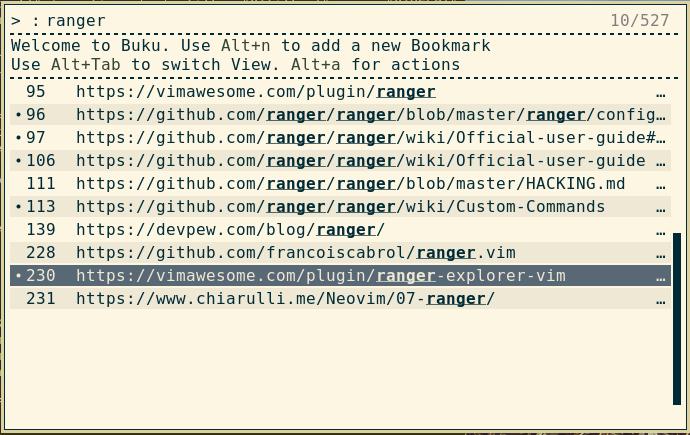 > : ranger 10/527
Welcome to Buku. Use Alt+n to add a new Bookmark
Use Alt+Tab to switch View. Alt+a for actions
95 https://vimawesome.com/plugin/ranger …
•96 https://github.com/ranger/ranger/blob/master/ranger/config…
•97 https://github.com/ranger/ranger/wiki/Official-user-guide#…
•106 https://github.com/ranger/ranger/wiki/Official-user-guide …
111 https://github.com/ranger/ranger/blob/master/HACKING.md …
•113 https://github.com/ranger/ranger/wiki/Custom-Commands …
139 https://devpew.com/blog/ranger/ …
228 https://github.com/francoiscabrol/ranger.vim …
•230 https://vimawesome.com/plugin/ranger-explorer-vim …
231 https://www.chiarulli.me/Neovim/07-ranger/ …